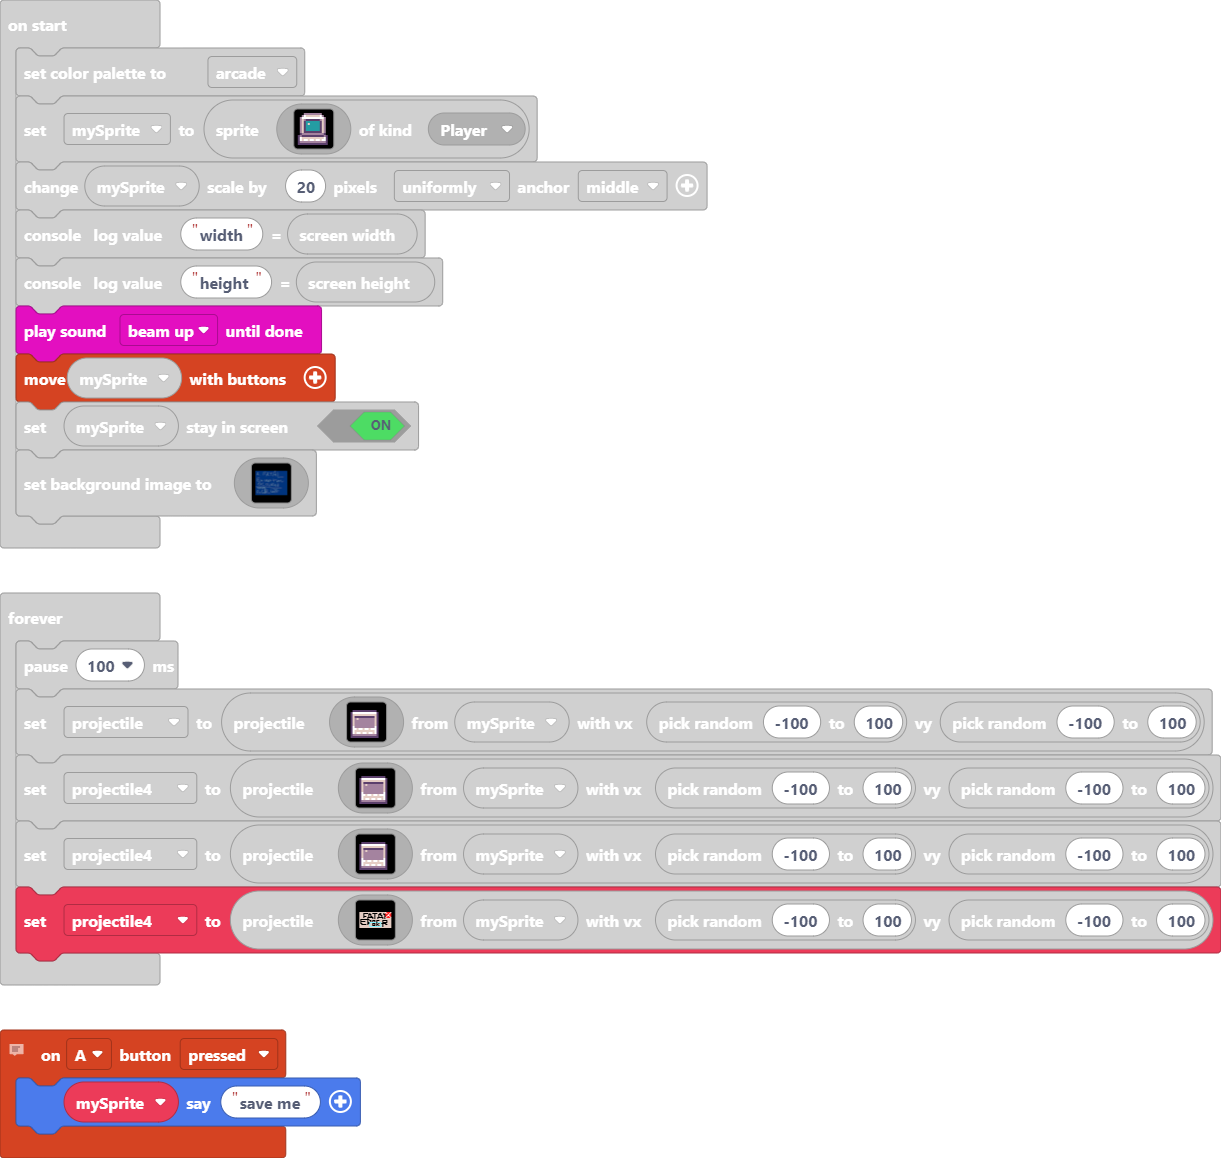 on start
set color palette to arcade
set mySprite to sprite of kind Player
change mySprite scale by 20 pixels uniformly anchor middle
console log value "width" = screen width
console log value "height" = screen height
play sound beam up until done
move mySprite with buttons
set mySprite stay in screen ON
set background image to
forever
pause 100 ms
set projectile to projectile from mySprite with vx pick random -100 to 100 vy pick random -100 to 100
set projectile4 to projectile from mySprite with vx pick random -100 to 100 vy pick random -100 to 100
set projectile4 to projectile from mySprite with vx pick random -100 to 100 vy pick random -100 to 100
set projectile4 to projectile from mySprite with vx pick random -100 to 100 vy pick random -100 to 100
on A button pressed
mySprite say "save me"